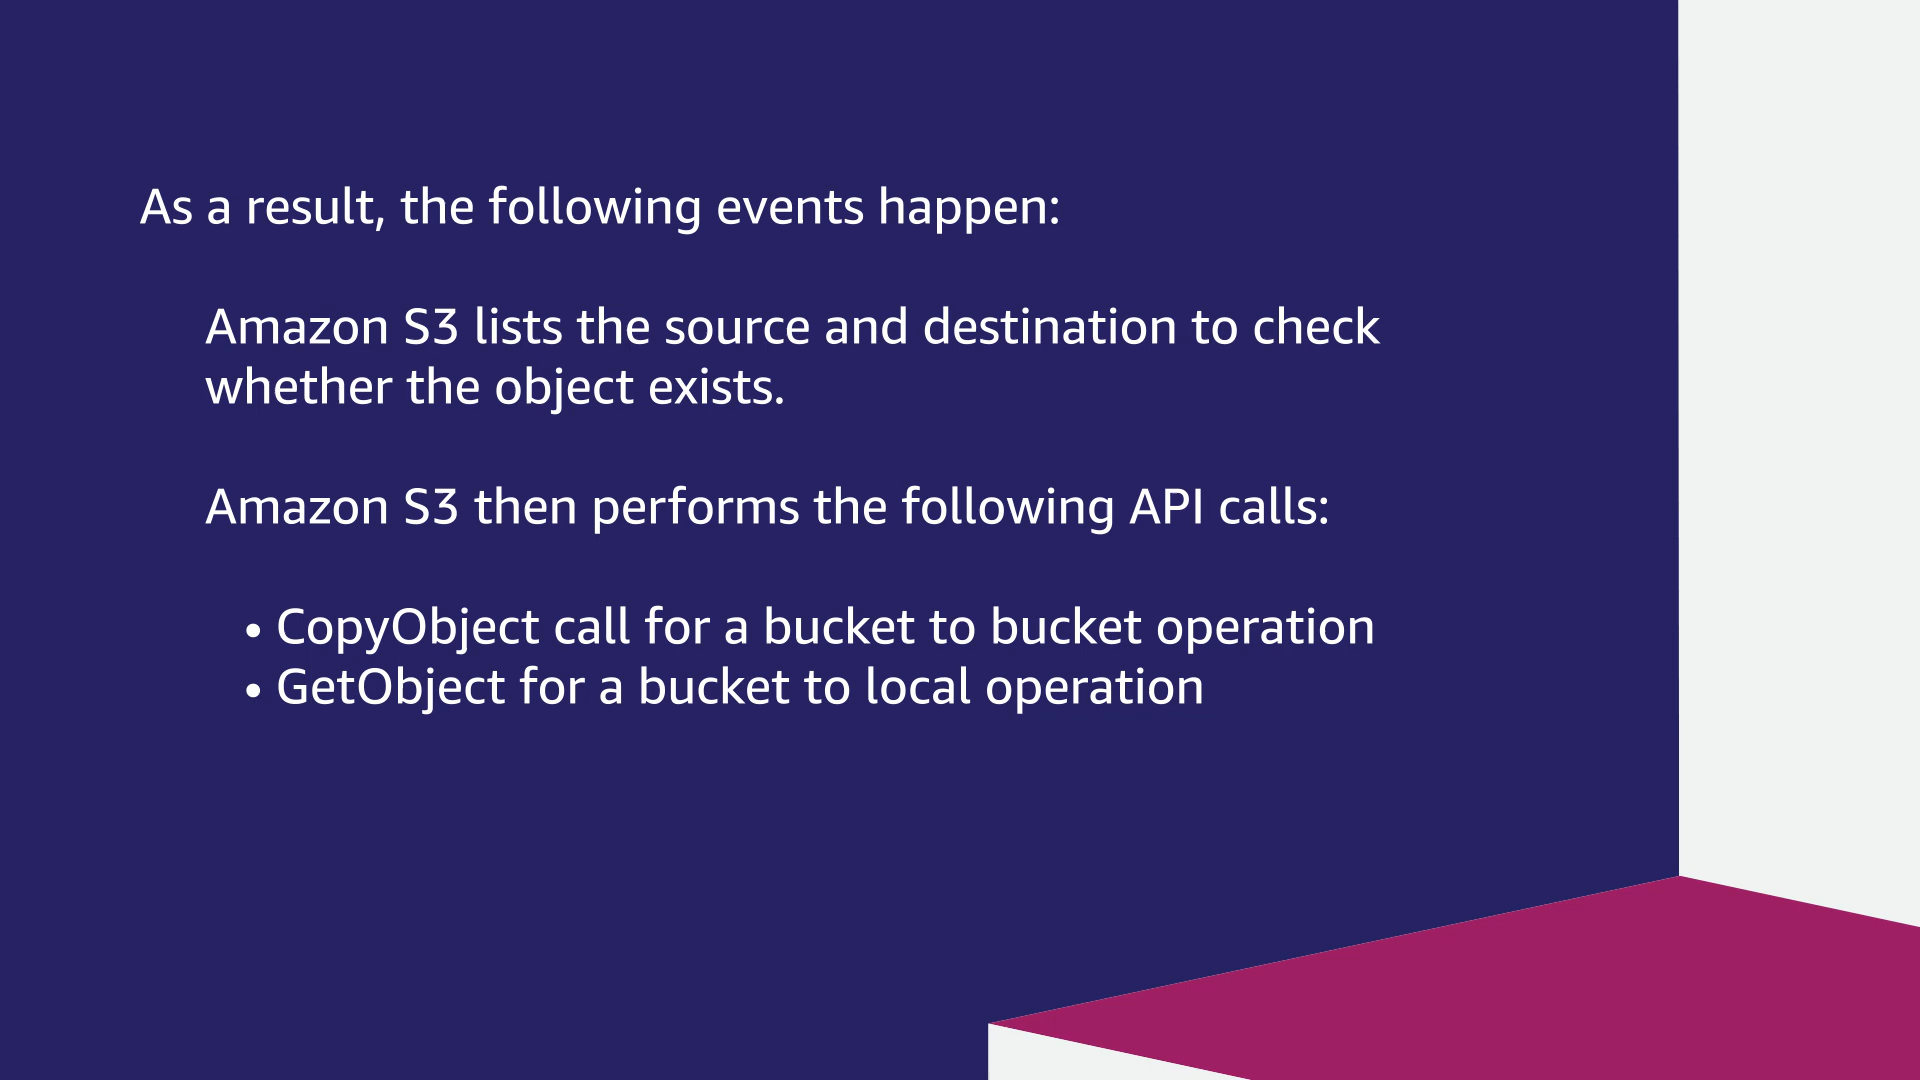 As a result, the following events happen:
Amazon S3 lists the source and destination to check
whether the object exists.
Amazon S3 then performs the following API calls:
• CopyObject call for a bucket to bucket operation
• GetObject for a bucket to local operation